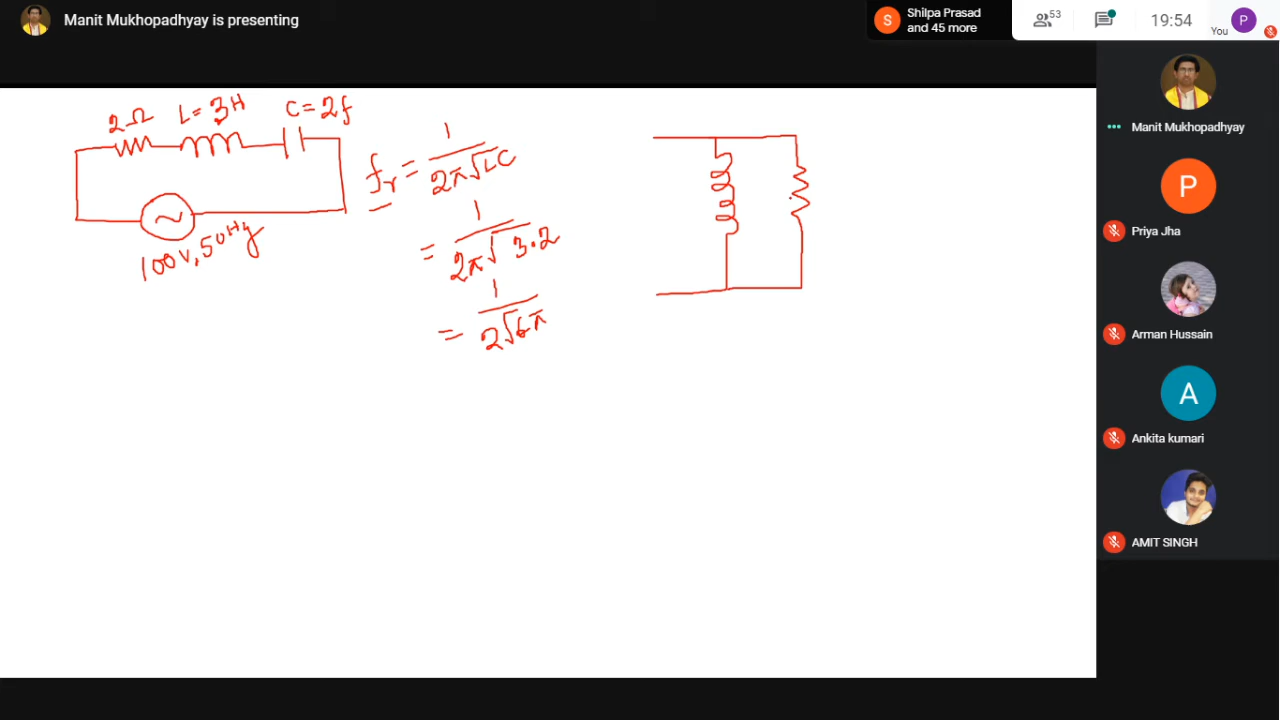 Manit Mukhopadhyay is presenting
S
Shilpa Prasad
and 45 more
53
19:54
You
P
2Ω L = 3H C = 2f
100V, 50Hz
fr = 1/2π√LC
= 1/2π√3·2
= 1/2√6π
Manit Mukhopadhyay
P
Priya Jha
Arman Hussain
A
Ankita kumari
AMIT SINGH